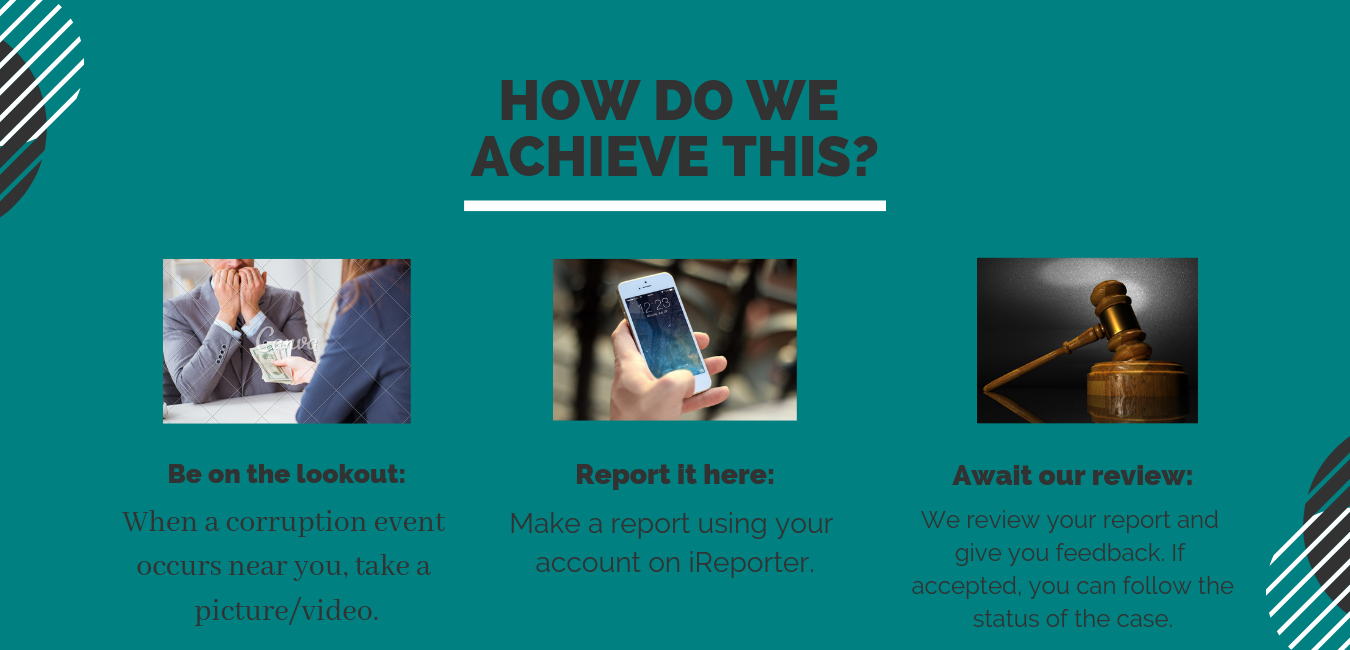 HOW DO WE
ACHIEVE THIS?
Canva
12:23
Be on the lookout:
When a corruption event
occurs near you, take a
picture/video.
Report it here:
Make a report using your
account on iReporter.
Await our review:
We review your report and
give you feedback. If
accepted, you can follow the
status of the case.